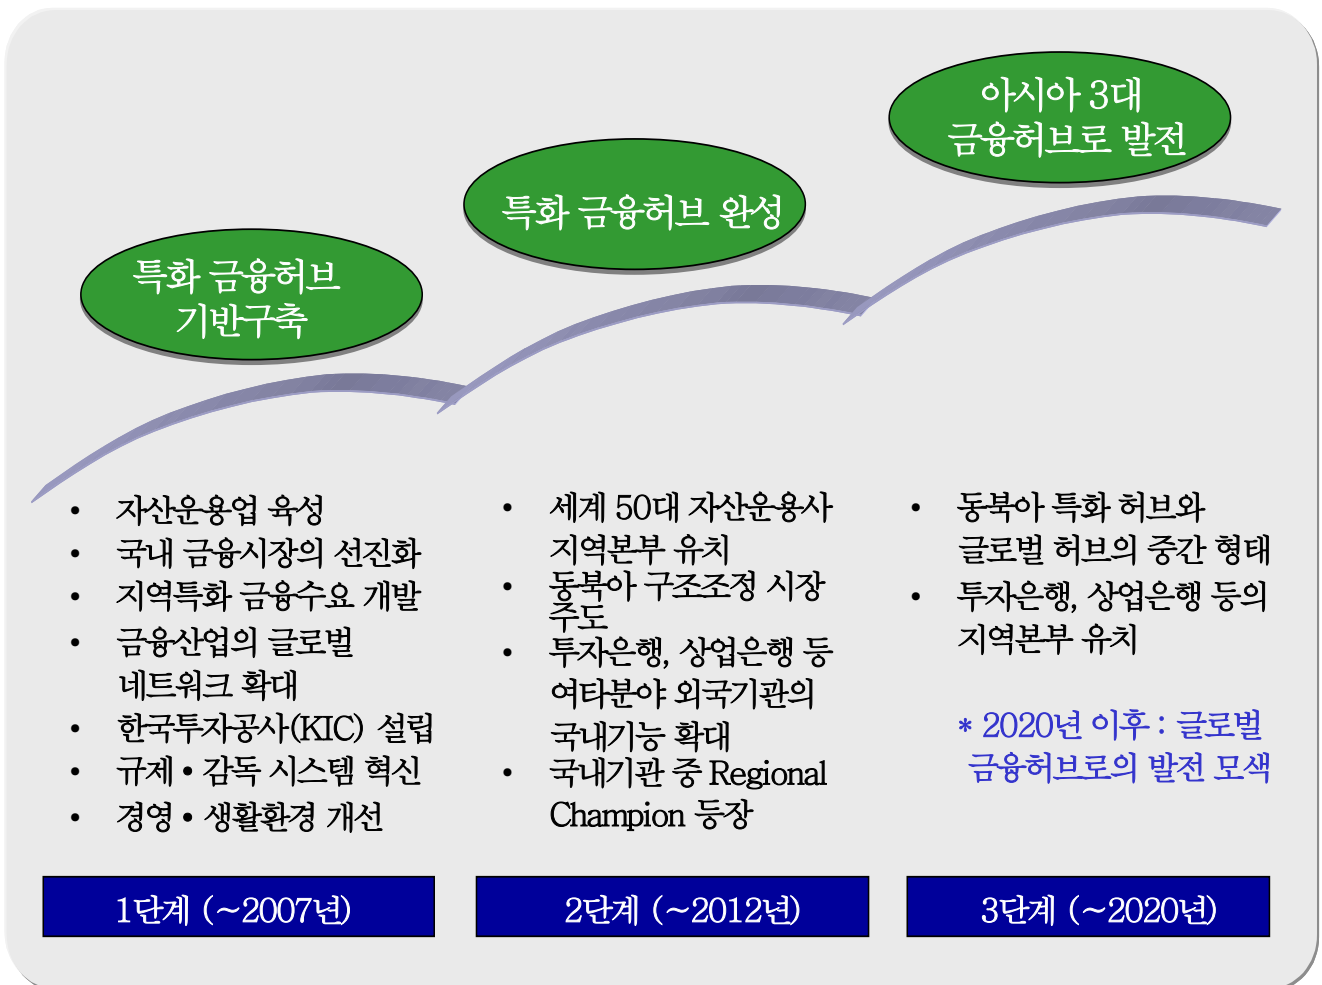 특화 금융허브
기반구축
특화 금융허브 완성
아시아 3대
금융허브로 발전
• 자산운용업 육성
• 국내 금융시장의 선진화
• 지역특화 금융수요 개발
• 금융산업의 글로벌
네트워크 확대
• 한국투자공사(KIC) 설립
• 규제•감독 시스템 혁신
• 경영•생활환경 개선
1단계 (~2007년)
• 세계 50대 자산운용사
지역본부 유치
• 동북아 구조조정 시장
주도
• 투자은행, 상업은행 등
여타분야 외국기관의
국내기능 확대
• 국내기관 중 Regional
Champion 등장
2단계 (~2012년)
• 동북아 특화 허브와
글로벌 허브의 중간 형태
• 투자은행, 상업은행 등의
지역본부 유치
* 2020년 이후 : 글로벌
금융허브로의 발전 모색
3단계 (~2020년)